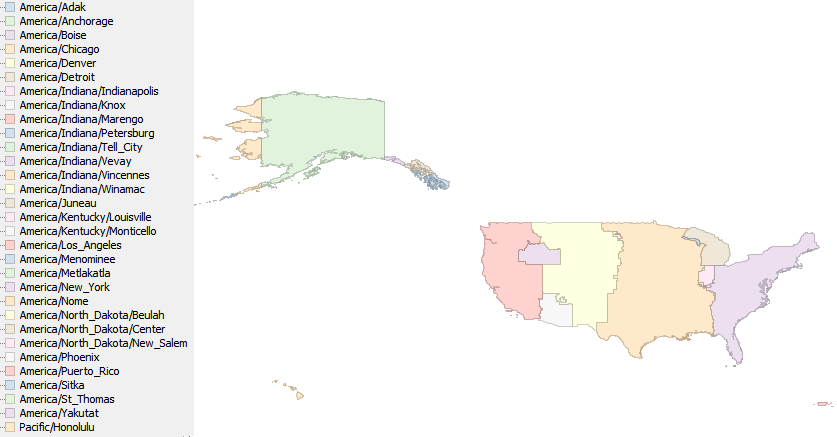 America/Adak
America/Anchorage
America/Boise
America/Chicago
America/Denver
America/Detroit
America/Indiana/Indianapolis
America/Indiana/Knox
America/Indiana/Marengo
America/Indiana/Petersburg
America/Indiana/Tell_City
America/Indiana/Vevay
America/Indiana/Vincennes
America/Indiana/Winamac
America/Juneau
America/Kentucky/Louisville
America/Kentucky/Monticello
America/Los_Angeles
America/Menominee
America/Metlakatla
America/New_York
America/Nome
America/North_Dakota/Beulah
America/North_Dakota/Center
America/North_Dakota/New_Salem
America/Phoenix
America/Puerto_Rico
America/Sitka
America/St_Thomas
America/Yakutat
Pacific/Honolulu